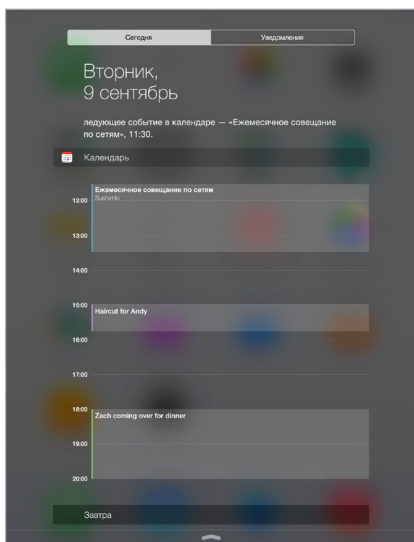 Сегодня
Уведомления
Вторник,
9 сентябрь
ледующее событие в календаре — «Ежемесячное совещание
по сетям», 11:30.
Календарь
Ежемесячное совещание по сетям
12:00
13:00
14:00
15:00
Haircut for Andy
16:00
17:00
18:00
Zach coming over for dinner
19:00
20:00
Завтра